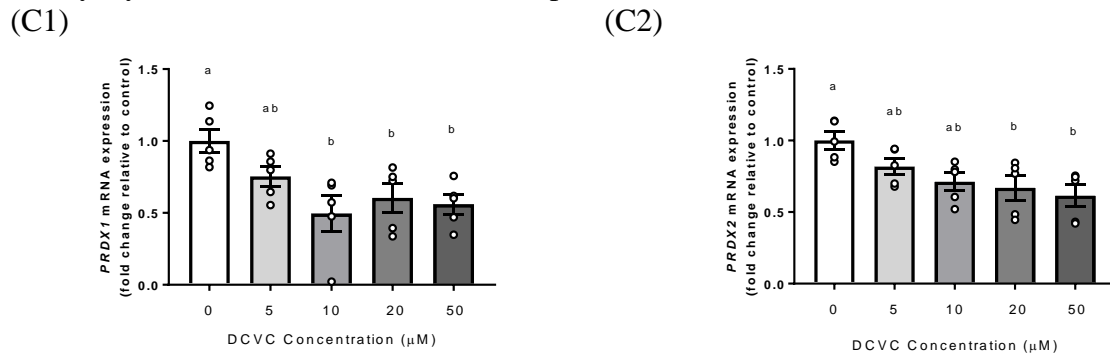 (C1)
(C2)
PRDX1 mRNA expression
(fold change relative to control)
1.5
1.0
0.5
0.0
a
ab
b
b
b
0 5 10 20 50
DCVC Concentration (μM)
PRDX2 mRNA expression
(fold change relative to control)
1.5
1.0
0.5
0.0
a
ab
ab
b
b
0 5 10 20 50
DCVC Concentration (μM)